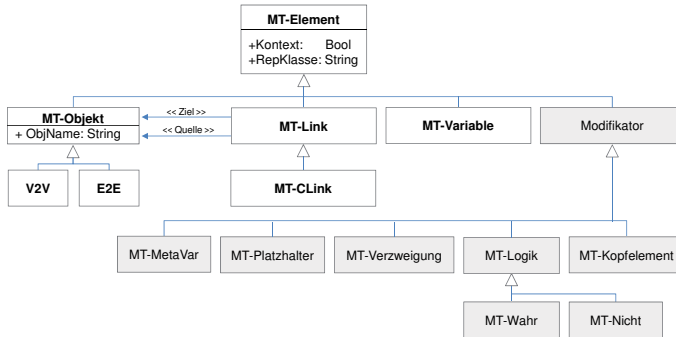 MT-Element
+Kontext: Bool
+RepKlasse: String
MT-Objekt
+ ObjName: String
<< Ziel >>
<< Quelle >>
MT-Link
MT-Variable
Modifikator
V2V
E2E
MT-CLink
MT-MetaVar
MT-Platzhalter
MT-Verzweigung
MT-Logik
MT-Kopfelement
MT-Wahr
MT-Nicht